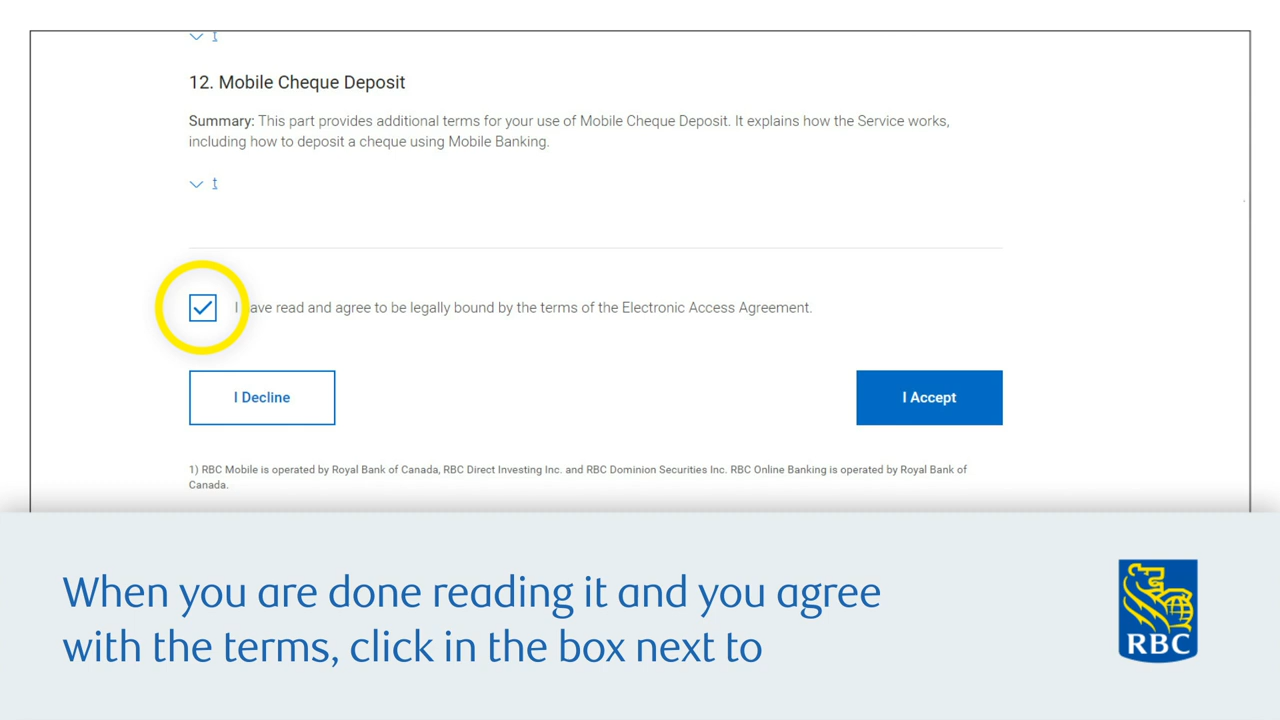 t
12. Mobile Cheque Deposit
Summary: This part provides additional terms for your use of Mobile Cheque Deposit. It explains how the Service works,
including how to deposit a cheque using Mobile Banking.
t
I have read and agree to be legally bound by the terms of the Electronic Access Agreement.
I Decline
I Accept
1) RBC Mobile is operated by Royal Bank of Canada, RBC Direct Investing Inc. and RBC Dominion Securities Inc. RBC Online Banking is operated by Royal Bank of
Canada.
When you are done reading it and you agree
with the terms, click in the box next to
RBC